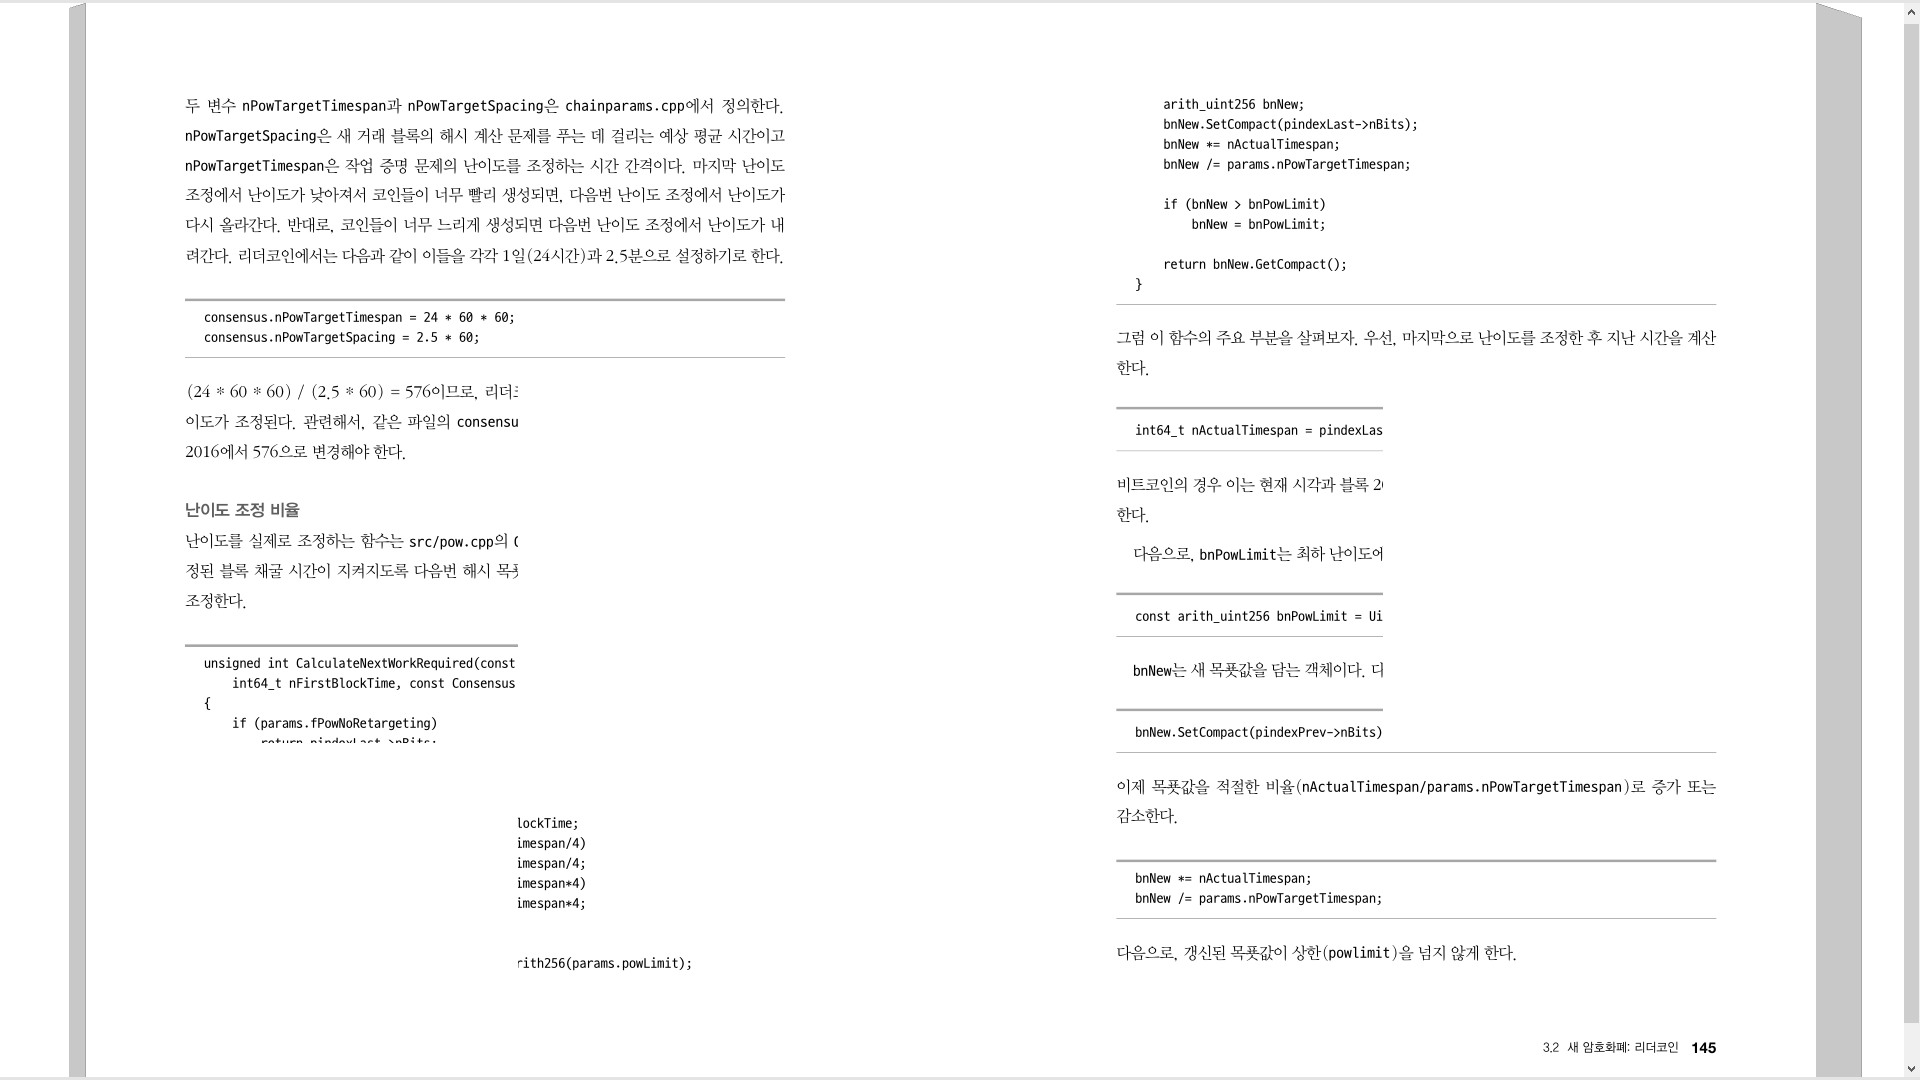 두 변수 nPowTargetTimespan과 nPowTargetSpacing은 chainparams.cpp에서 정의한다.
nPowTargetSpacing은 새 거래 블록의 해시 계산 문제를 푸는 데 걸리는 예상 평균 시간이고
nPowTargetTimespan은 작업 증명 문제의 난이도를 조정하는 시간 간격이다. 마지막 난이도
조정에서 난이도가 낮아져서 코인들이 너무 빨리 생성되면, 다음번 난이도 조정에서 난이도가
다시 올라간다. 반대로, 코인들이 너무 느리게 생성되면 다음번 난이도 조정에서 난이도가 내
려간다. 리더코인에서는 다음과 같이 이들을 각각 1일(24시간)과 2.5분으로 설정하기로 한다.
consensus.nPowTargetTimespan = 24 * 60 * 60;
consensus.nPowTargetSpacing = 2.5 * 60;
(24 * 60 * 60) / (2.5 * 60) = 576이므로, 리더
이도가 조정된다. 관련해서, 같은 파일의 consensu
2016에서 576으로 변경해야 한다.
난이도 조정 비율
난이도를 실제로 조정하는 함수는 src/pow.cpp의
정된 블록 채굴 시간이 지켜지도록 다음번 해시 목푯
조정한다.
unsigned int CalculateNextWorkRequired(const
int64_t nFirstBlockTime, const Consensus
{
if (params.fPowNoRetargeting)
return pindexLast->nBits;
lockTime;
imespan/4)
imespan/4;
imespan*4)
imespan*4;
rith256(params.powLimit);
arith_uint256 bnNew;
bnNew.SetCompact(pindexLast->nBits);
bnNew *= nActualTimespan;
bnNew /= params.nPowTargetTimespan;
if (bnNew > bnPowLimit)
bnNew = bnPowLimit;
return bnNew.GetCompact();
}
그럼 이 함수의 주요 부분을 살펴보자. 우선, 마지막으로 난이도를 조정한 후 지난 시간을 계산
한다.
int64_t nActualTimespan = pindexLas
비트코인의 경우 이는 현재 시각과 블록 2
한다.
다음으로, bnPowLimit는 최하 난이도에
const arith_uint256 bnPowLimit = Ui
bnNew는 새 목푯값을 담는 객체이다. 다
bnNew.SetCompact(pindexPrev->nBits)
이제 목푯값을 적절한 비율(nActualTimespan/params.nPowTargetTimespan)로 증가 또는
감소한다.
bnNew *= nActualTimespan;
bnNew /= params.nPowTargetTimespan;
다음으로, 갱신된 목푯값이 상한(powlimit)을 넘지 않게 한다.
3.2 새 암호화폐: 리더코인 145